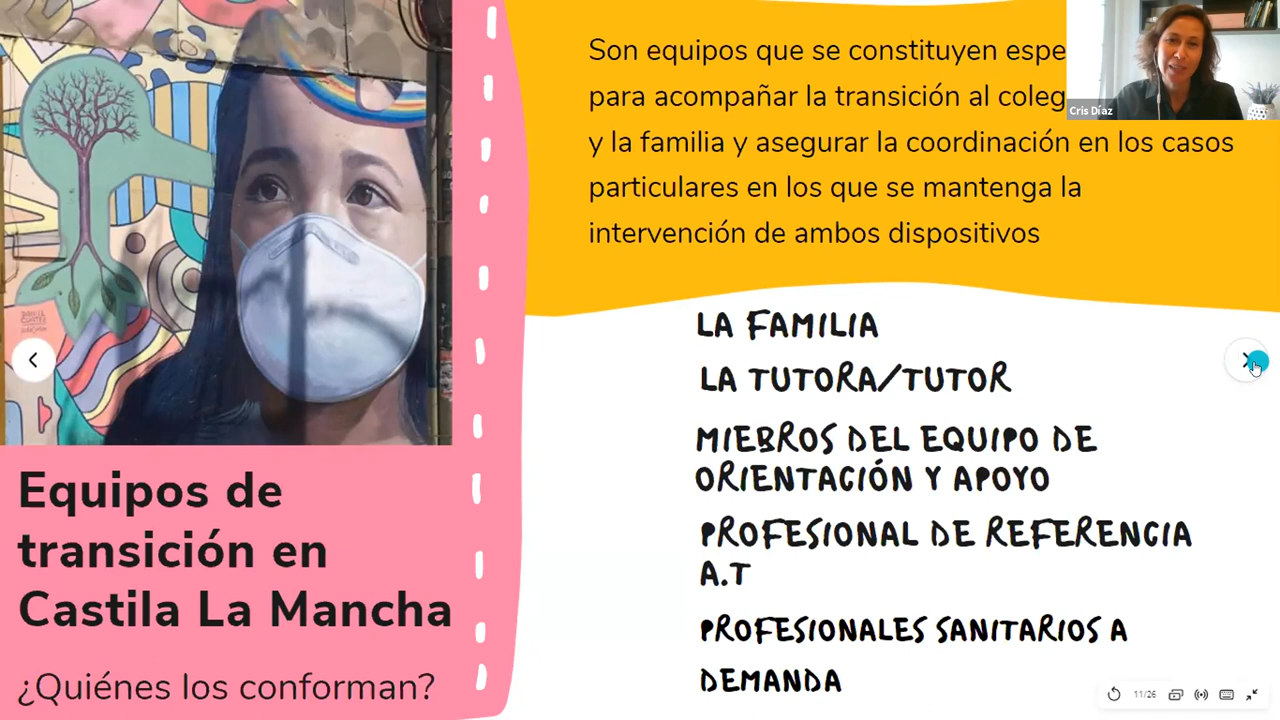 Son equipos que se constituyen
para acompañar la transición al
y la familia y asegurar la coordinación en los casos
particulares en los que se mantenga la
intervención de ambos dispositivos
Cris Díaz
LA FAMILIA
LA TUTORA/TUTOR
MIEBROS DEL EQUIPO DE
ORIENTACIÓN Y APOYO
PROFESIONAL DE REFERENCIA
A.T
PROFESIONALES SANITARIOS A
DEMANDA
Equipos de
transición en
Castila La Mancha
¿Quiénes los conforman?
11/26